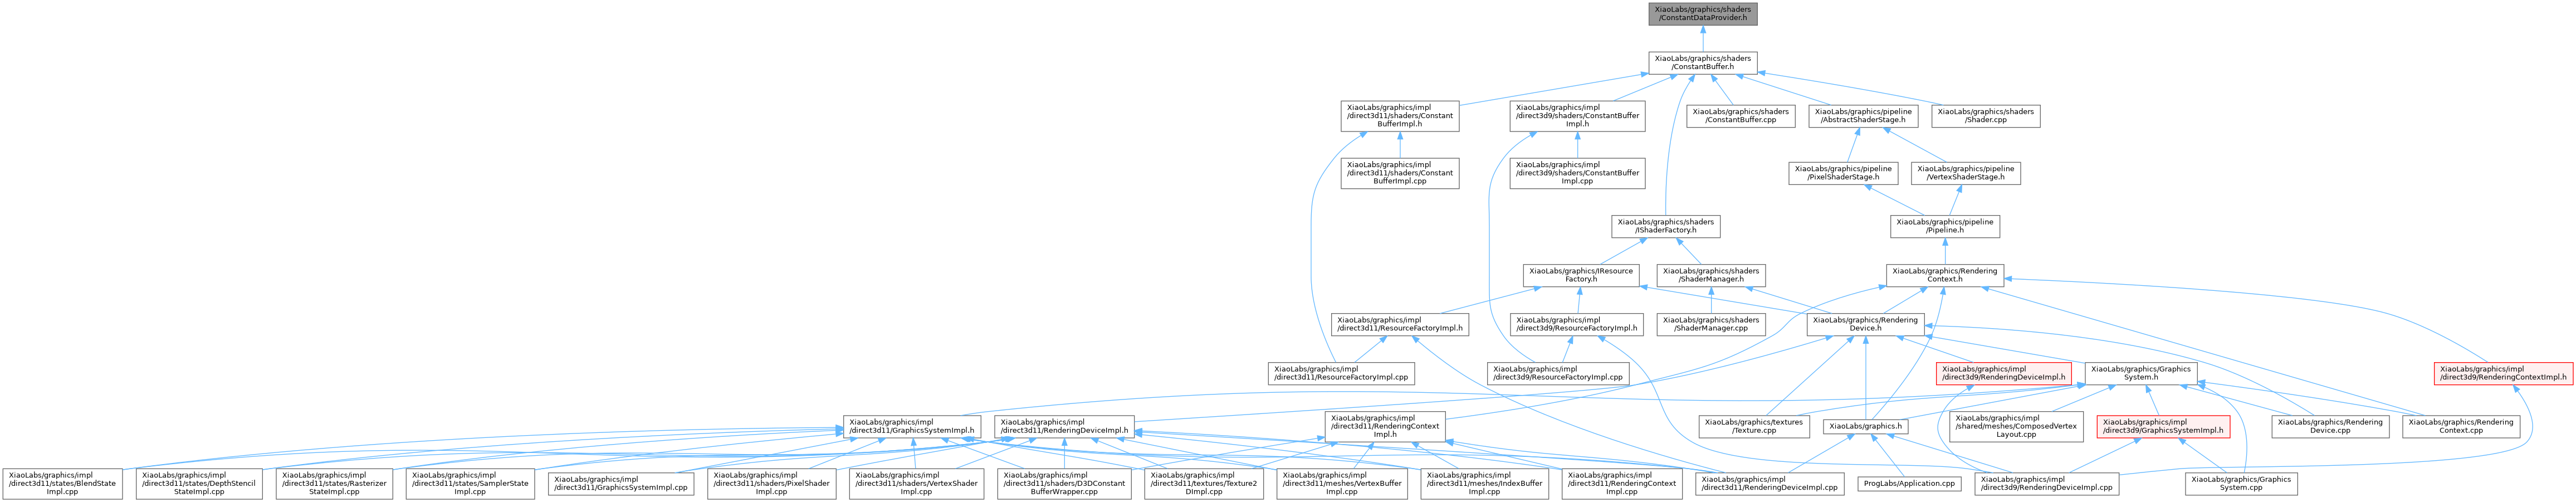 XiaoLabs/graphics/shaders
/ConstantDataProvider.h
XiaoLabs/graphics/shaders
/ConstantBuffer.h
XiaoLabs/graphics/impl
/direct3d11/shaders/Constant
BufferImpl.h
XiaoLabs/graphics/impl
/direct3d9/shaders/ConstantBuffer
Impl.h
XiaoLabs/graphics/shaders
/ConstantBuffer.cpp
XiaoLabs/graphics/pipeline
/AbstractShaderStage.h
XiaoLabs/graphics/shaders
/Shader.cpp
XiaoLabs/graphics/impl
/direct3d11/shaders/Constant
BufferImpl.cpp
XiaoLabs/graphics/impl
/direct3d9/shaders/ConstantBuffer
Impl.cpp
XiaoLabs/graphics/pipeline
/PixelShaderStage.h
XiaoLabs/graphics/pipeline
/VertexShaderStage.h
XiaoLabs/graphics/shaders
/IShaderFactory.h
XiaoLabs/graphics/pipeline
/Pipeline.h
XiaoLabs/graphics/IResource
Factory.h
XiaoLabs/graphics/shaders
/ShaderManager.h
XiaoLabs/graphics/Rendering
Context.h
XiaoLabs/graphics/impl
/direct3d11/ResourceFactoryImpl.h
XiaoLabs/graphics/impl
/direct3d9/ResourceFactoryImpl.h
XiaoLabs/graphics/shaders
/ShaderManager.cpp
XiaoLabs/graphics/Rendering
Device.h
XiaoLabs/graphics/impl
/direct3d11/ResourceFactoryImpl.cpp
XiaoLabs/graphics/impl
/direct3d9/ResourceFactoryImpl.cpp
XiaoLabs/graphics/impl
/direct3d9/RenderingDeviceImpl.h
XiaoLabs/graphics/Graphics
System.h
XiaoLabs/graphics/impl
/direct3d9/RenderingContextImpl.h
XiaoLabs/graphics/impl
/direct3d11/GraphicsSystemImpl.h
XiaoLabs/graphics/impl
/direct3d11/RenderingDeviceImpl.h
XiaoLabs/graphics/impl
/direct3d11/RenderingContext
Impl.h
XiaoLabs/graphics/textures
/Texture.cpp
XiaoLabs/graphics.h
XiaoLabs/graphics/impl
/shared/meshes/ComposedVertex
Layout.cpp
XiaoLabs/graphics/impl
/direct3d9/GraphicsSystemImpl.h
XiaoLabs/graphics/Rendering
Device.cpp
XiaoLabs/graphics/Rendering
Context.cpp
XiaoLabs/graphics/impl
/direct3d11/states/BlendState
Impl.cpp
XiaoLabs/graphics/impl
/direct3d11/states/DepthStencil
StateImpl.cpp
XiaoLabs/graphics/impl
/direct3d11/states/Rasterizer
StateImpl.cpp
XiaoLabs/graphics/impl
/direct3d11/states/SamplerState
Impl.cpp
XiaoLabs/graphics/impl
/direct3d11/GraphicsSystemImpl.cpp
XiaoLabs/graphics/impl
/direct3d11/shaders/PixelShader
Impl.cpp
XiaoLabs/graphics/impl
/direct3d11/shaders/VertexShader
Impl.cpp
XiaoLabs/graphics/impl
/direct3d11/shaders/D3DConstant
BufferWrapper.cpp
XiaoLabs/graphics/impl
/direct3d11/textures/Texture2
DImpl.cpp
XiaoLabs/graphics/impl
/direct3d11/meshes/VertexBuffer
Impl.cpp
XiaoLabs/graphics/impl
/direct3d11/meshes/IndexBuffer
Impl.cpp
XiaoLabs/graphics/impl
/direct3d11/RenderingContext
Impl.cpp
XiaoLabs/graphics/impl
/direct3d11/RenderingDeviceImpl.cpp
ProgLabs/Application.cpp
XiaoLabs/graphics/impl
/direct3d9/RenderingDeviceImpl.cpp
XiaoLabs/graphics/Graphics
System.cpp